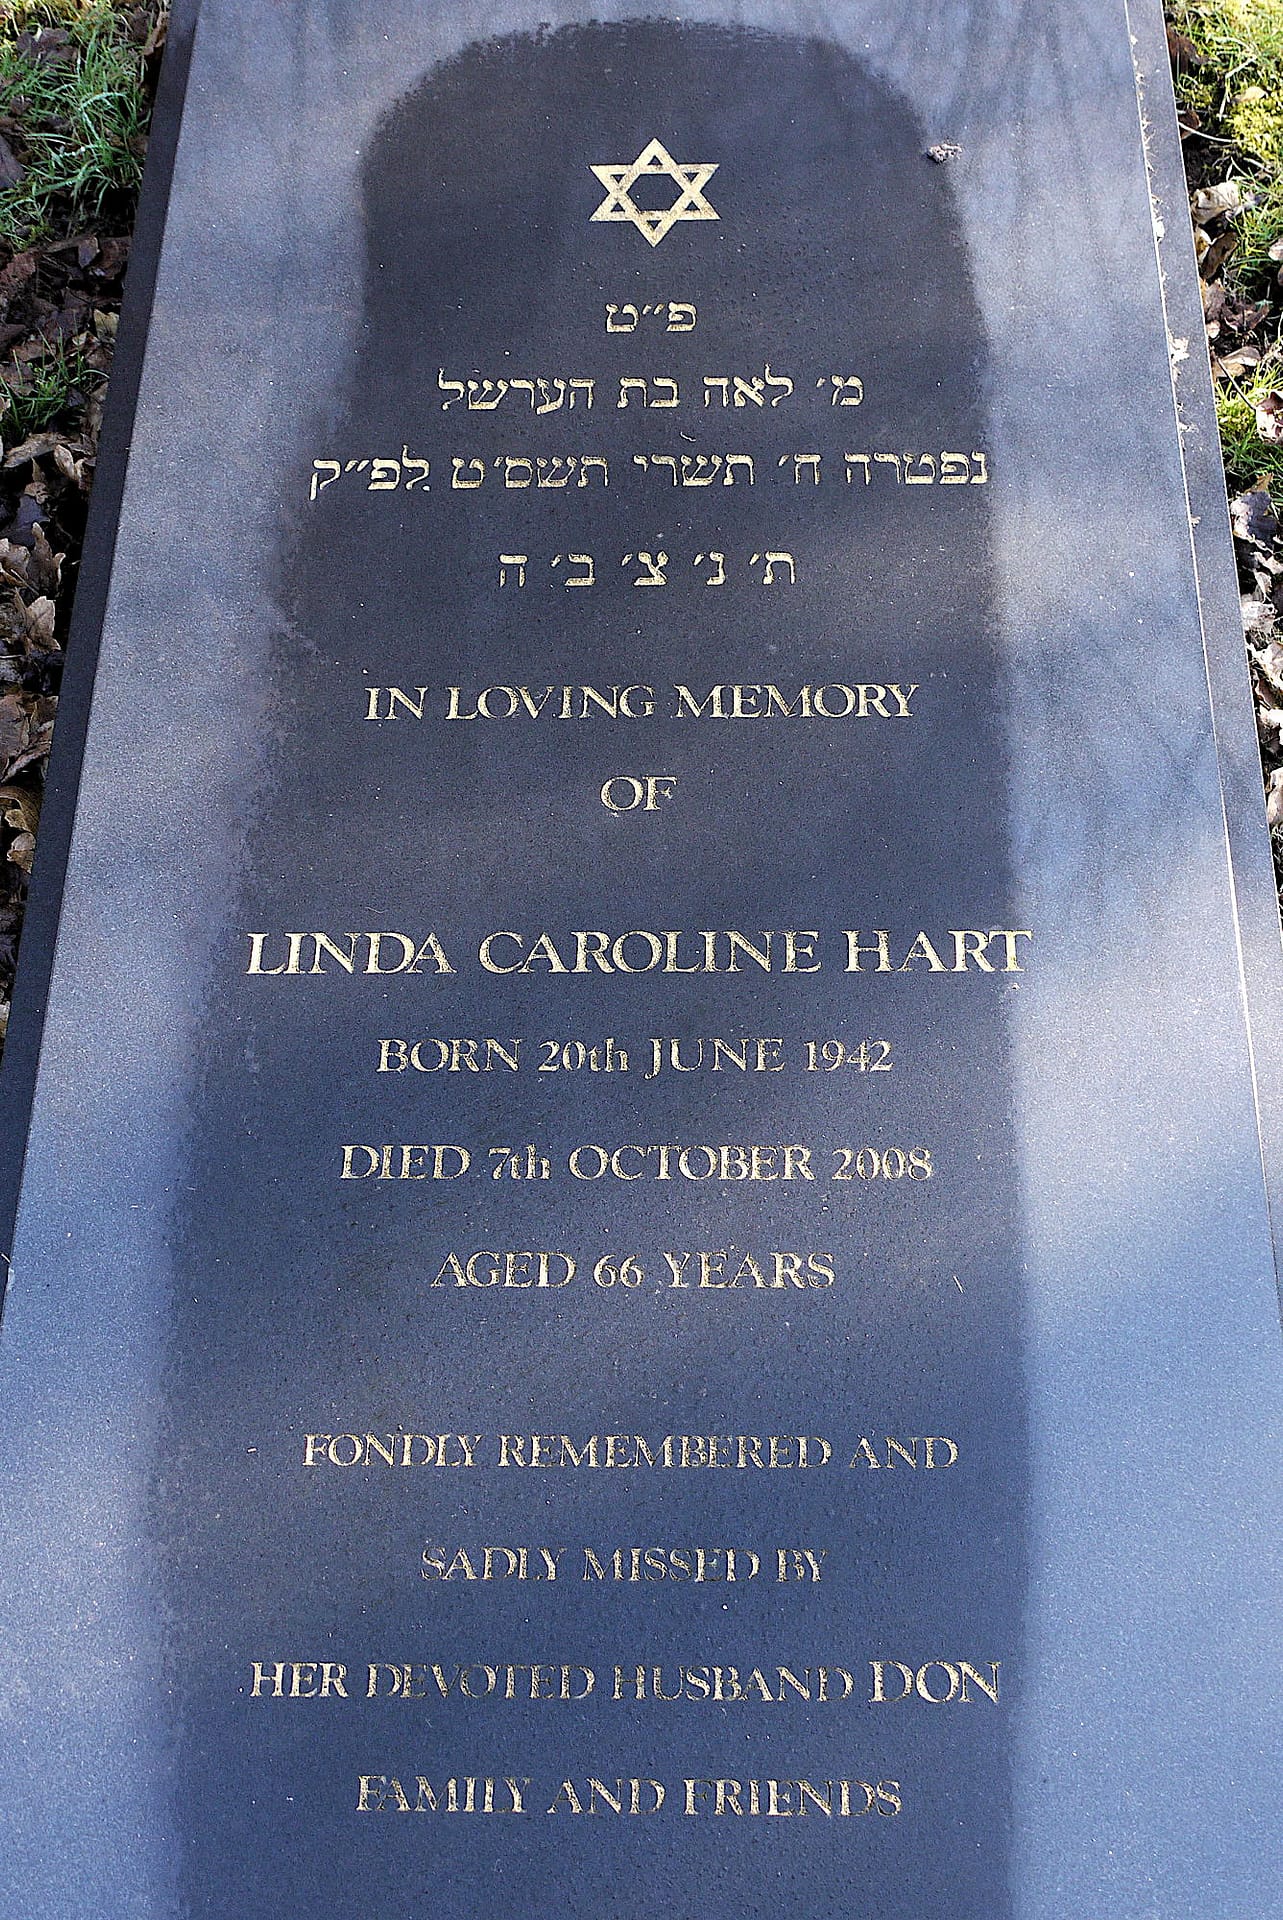 פ״ט
מ׳ לאה בת הערשל
נפטרה ח׳ תשרי תשס׳ט לפ״ק
ת׳ נ׳ צ׳ ב׳ ה
IN LOVING MEMORY
OF
LINDA CAROLINE HART
BORN 20th JUNE 1942
DIED 7th OCTOBER 2008
AGED 66 YEARS
FONDLY REMEMBERED AND
SADLY MISSED BY
HER DEVOTED HUSBAND DON
FAMILY AND FRIENDS